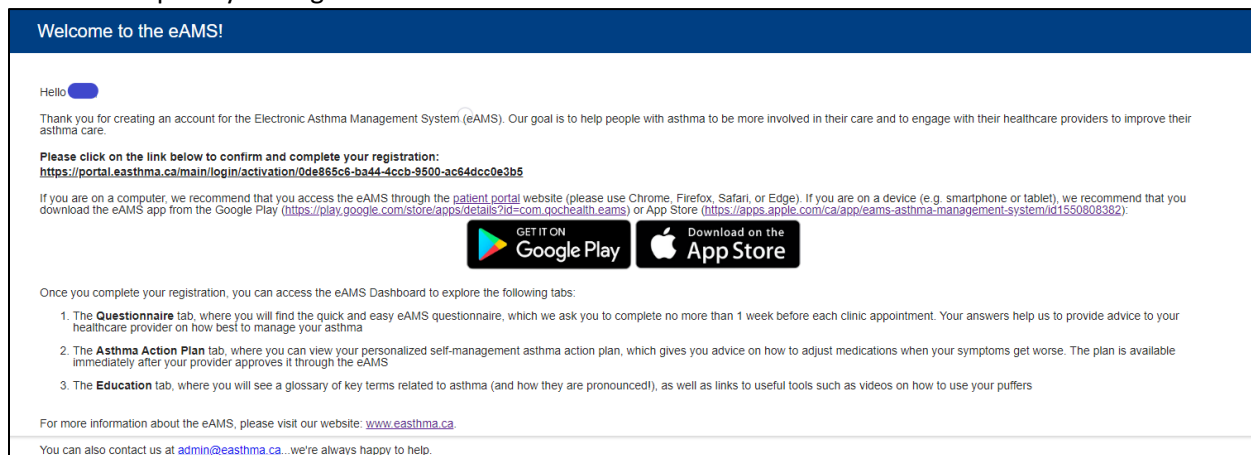 Welcome to the eAMS!
Hello
Thank you for creating an account for the Electronic Asthma Management System (eAMS). Our goal is to help people with asthma to be more involved in their care and to engage with their healthcare providers to improve their
asthma care.
Please click on the link below to confirm and complete your registration:
https://portal.easthma.ca/main/login/activation/0de865c6-ba44-4ccb-9500-ac64dcc0e3b5
If you are on a computer, we recommend that you access the eAMS through the patient portal website (please use Chrome, Firefox, Safari, or Edge). If you are on a device (e.g. smartphone or tablet), we recommend that you
download the eAMS app from the Google Play (https://play.google.com/store/apps/details?id=com.qochealth.eams) or App Store (https://apps.apple.com/ca/app/eams-asthma-management-system/id1550808382):
GET IT ON
Google Play
Download on the
App Store
Once you complete your registration, you can access the eAMS Dashboard to explore the following tabs:
1. The Questionnaire tab, where you will find the quick and easy eAMS questionnaire, which we ask you to complete no more than 1 week before each clinic appointment. Your answers help us to provide advice to your
healthcare provider on how best to manage your asthma
2. The Asthma Action Plan tab, where you can view your personalized self-management asthma action plan, which gives you advice on how to adjust medications when your symptoms get worse. The plan is available
immediately after your provider approves it through the eAMS
3. The Education tab, where you will see a glossary of key terms related to asthma (and how they are pronounced!), as well as links to useful tools such as videos on how to use your puffers
For more information about the eAMS, please visit our website: www.easthma.ca.
You can also contact us at admin@easthma.ca...we're always happy to help.